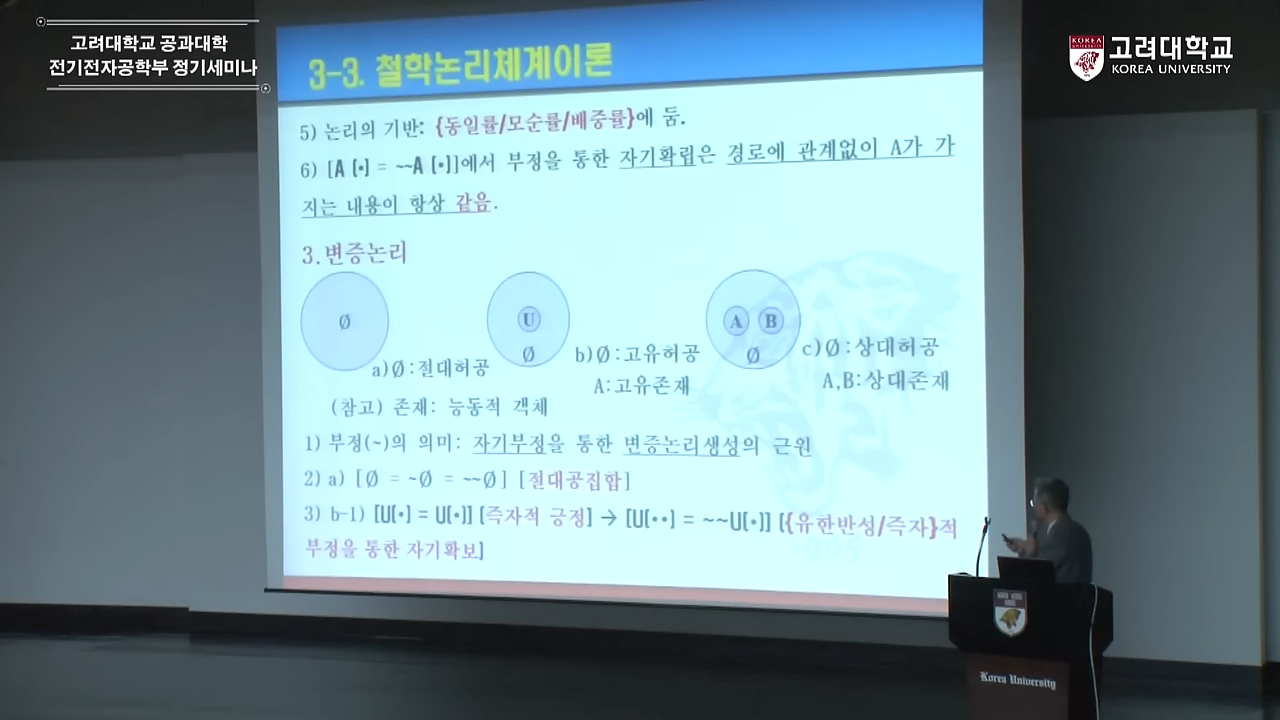 고려대학교 공과대학
전기전자공학부 정기세미나
KOREA
고려대학교
KOREA UNIVERSITY
3-3. 철학논리체계이론
5) 논리의 기반: {동일률/모순률/배중률}에 둠.
6) [A (•) = ~~A (•)]에서 부정을 통한 자기확립은 경로에 관계없이 A가 가
지는 내용이 항상 같음.
3.변증논리
Ø
U
Ø
A B
Ø
a)Ø:절대허공
b)Ø:고유허공
A:고유존재
c)Ø:상대허공
A,B:상대존재
(참고) 존재: 능동적 객체
1) 부정(~)의 의미: 자기부정을 통한 변증논리생성의 근원
2) a) [Ø = ~Ø = ~~Ø] [절대공집합]
3) b-1) [U(•) = U(•)] [즉자적 긍정] → [U(••) = ~~U(•)] [{유한반성/즉자}적
부정을 통한 자기확보]
Korea University